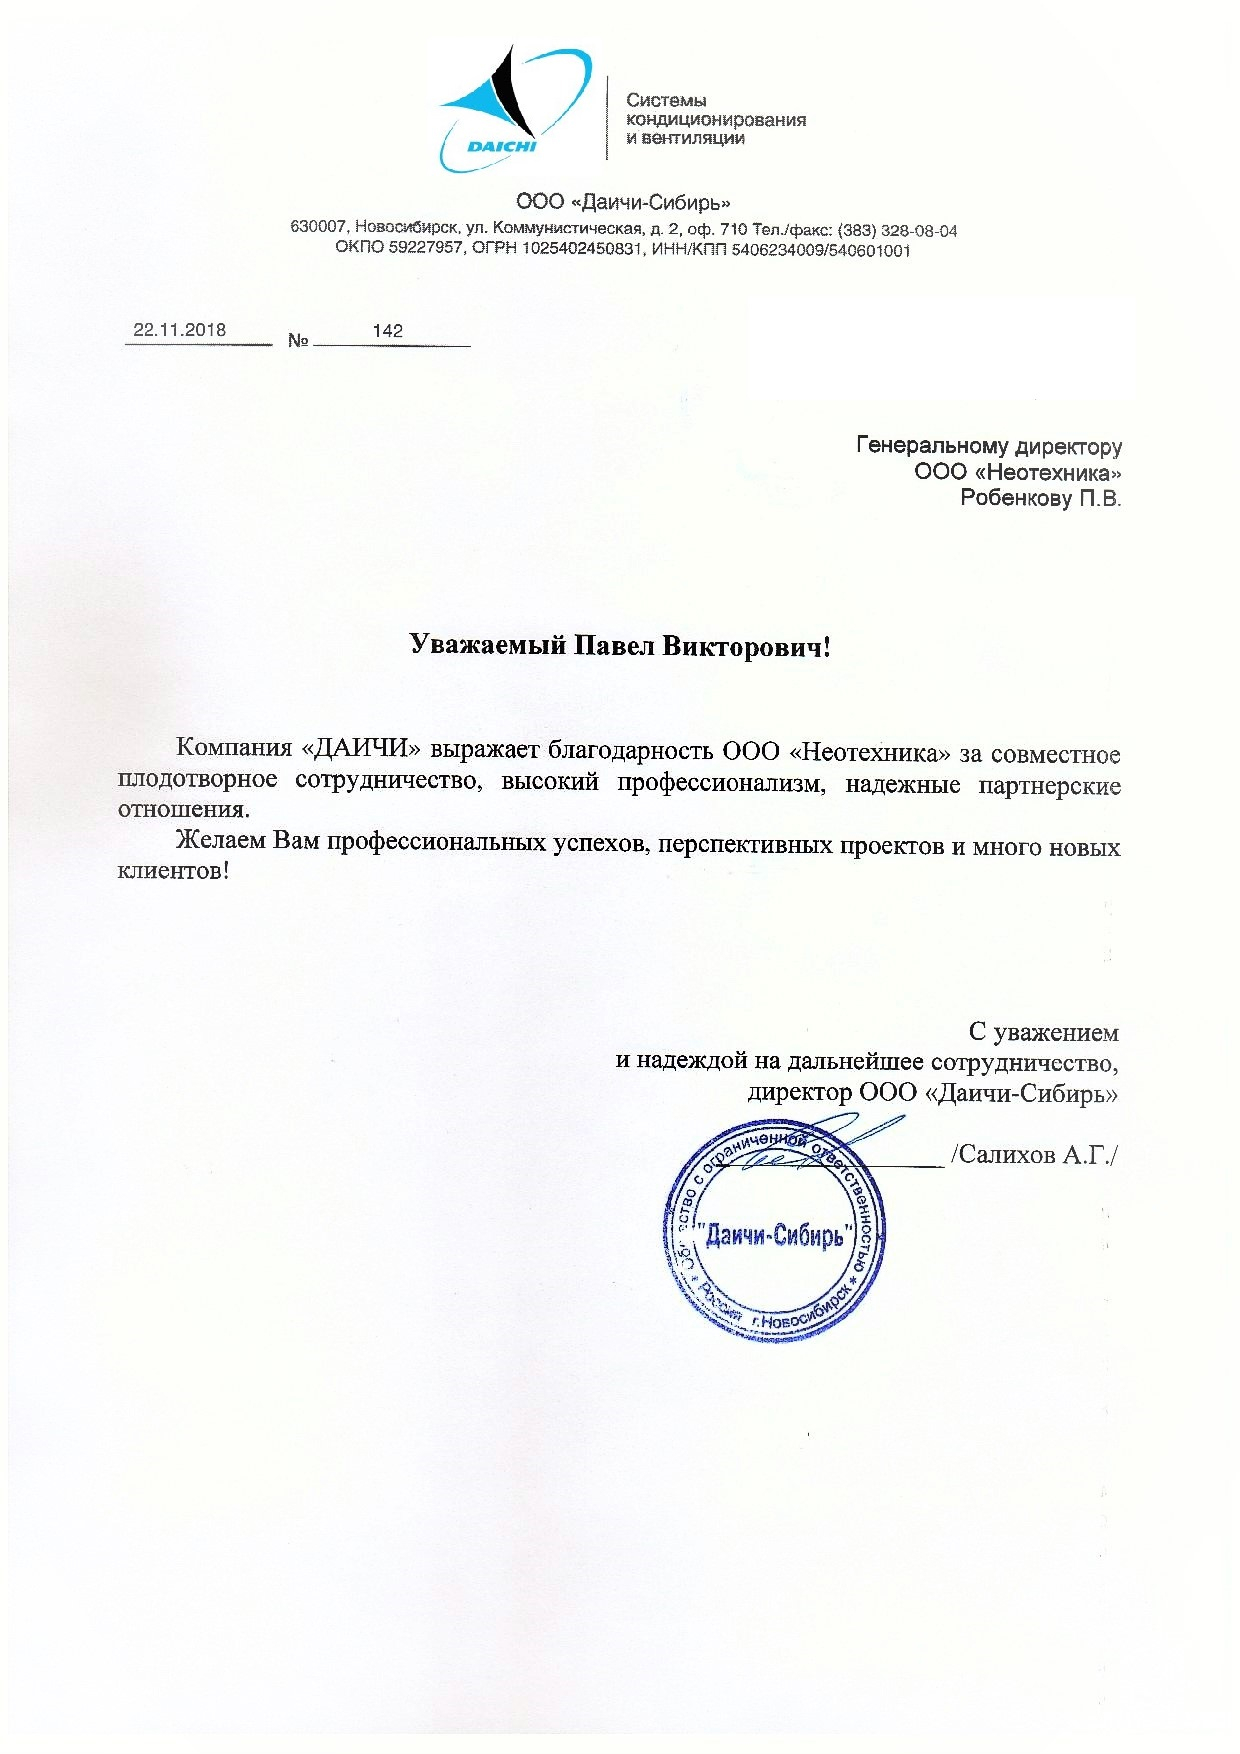 DAICHI
Системы
кондиционирования
и вентиляции
ООО «Даичи-Сибирь»
630007, Новосибирск, ул. Коммунистическая, д. 2, оф. 710 Тел./факс: (383) 328-08-04
ОКПО 59227957, ОГРН 1025402450831, ИНН/КПП 5406234009/540601001
22.11.2018 № 142
Генеральному директору
ООО «Неотехника»
Робенкову П.В.
Уважаемый Павел Викторович!
Компания «ДАИЧИ» выражает благодарность ООО «Неотехника» за совместное
плодотворное сотрудничество, высокий профессионализм, надежные партнерские
отношения.
Желаем Вам профессиональных успехов, перспективных проектов и много новых
клиентов!
С уважением
и надеждой на дальнейшее сотрудничество,
директор ООО «Даичи-Сибирь»
/Салихов А.Г./
с ограниченной ответственностью
"Даичи-Сибирь"
* Россия г.Новосибирск *